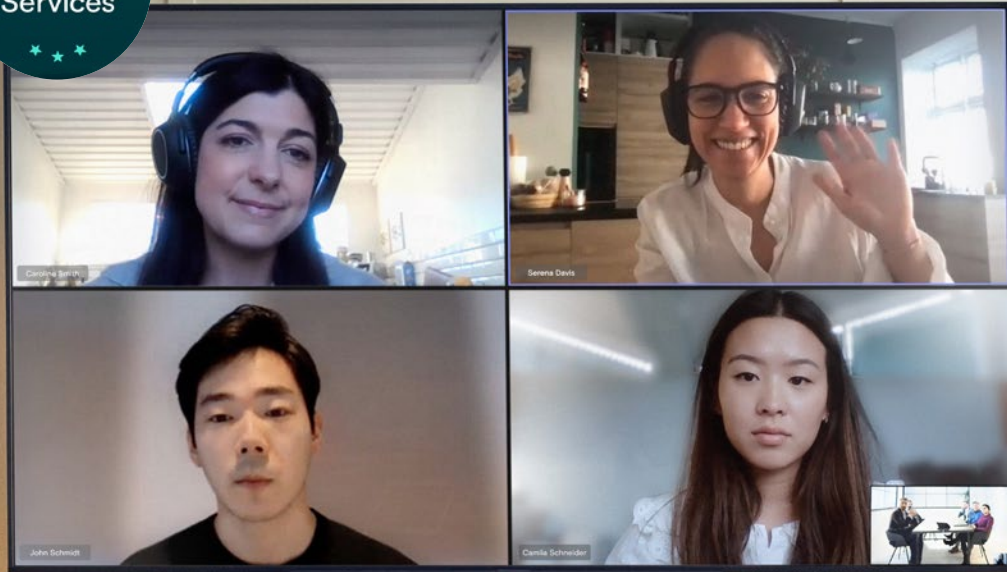 Services
Caroline Smith
Serena Davis
John Schmidt
Camila Schneider